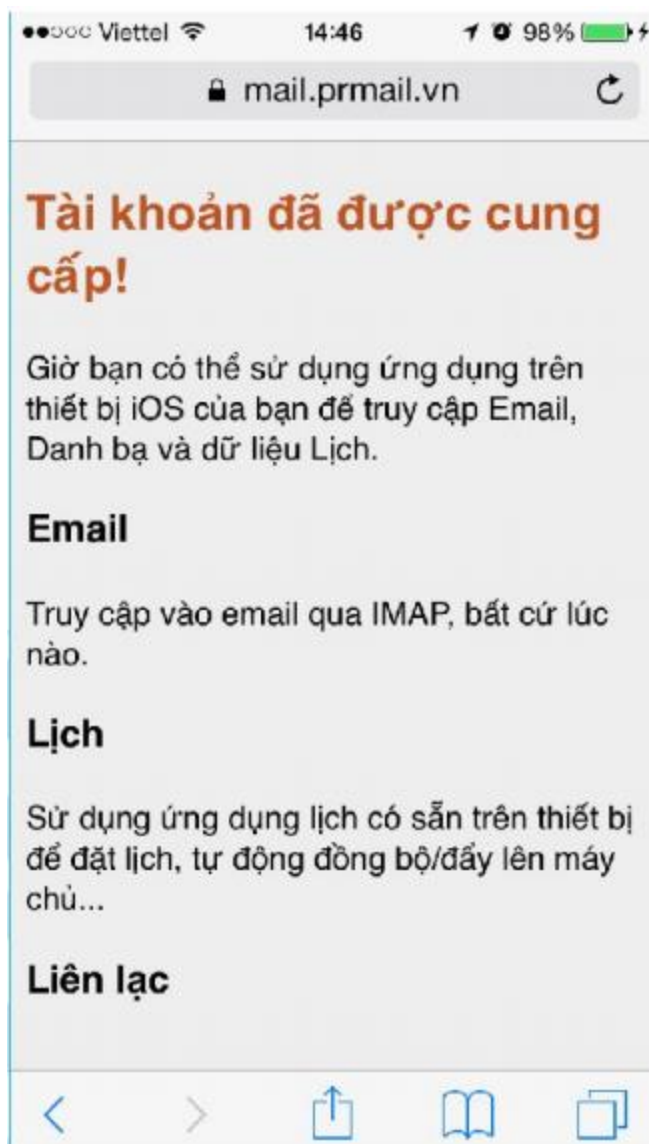 Viettel 14:46 98%
mail.prmail.vn
Tài khoản đã được cung
cấp!
Giờ bạn có thể sử dụng ứng dụng trên
thiết bị iOS của bạn để truy cập Email,
Danh bạ và dữ liệu Lịch.
Email
Truy cập vào email qua IMAP, bất cứ lúc
nào.
Lịch
Sử dụng ứng dụng lịch có sẵn trên thiết bị
để đặt lịch, tự động đồng bộ/đẩy lên máy
chủ...
Liên lạc